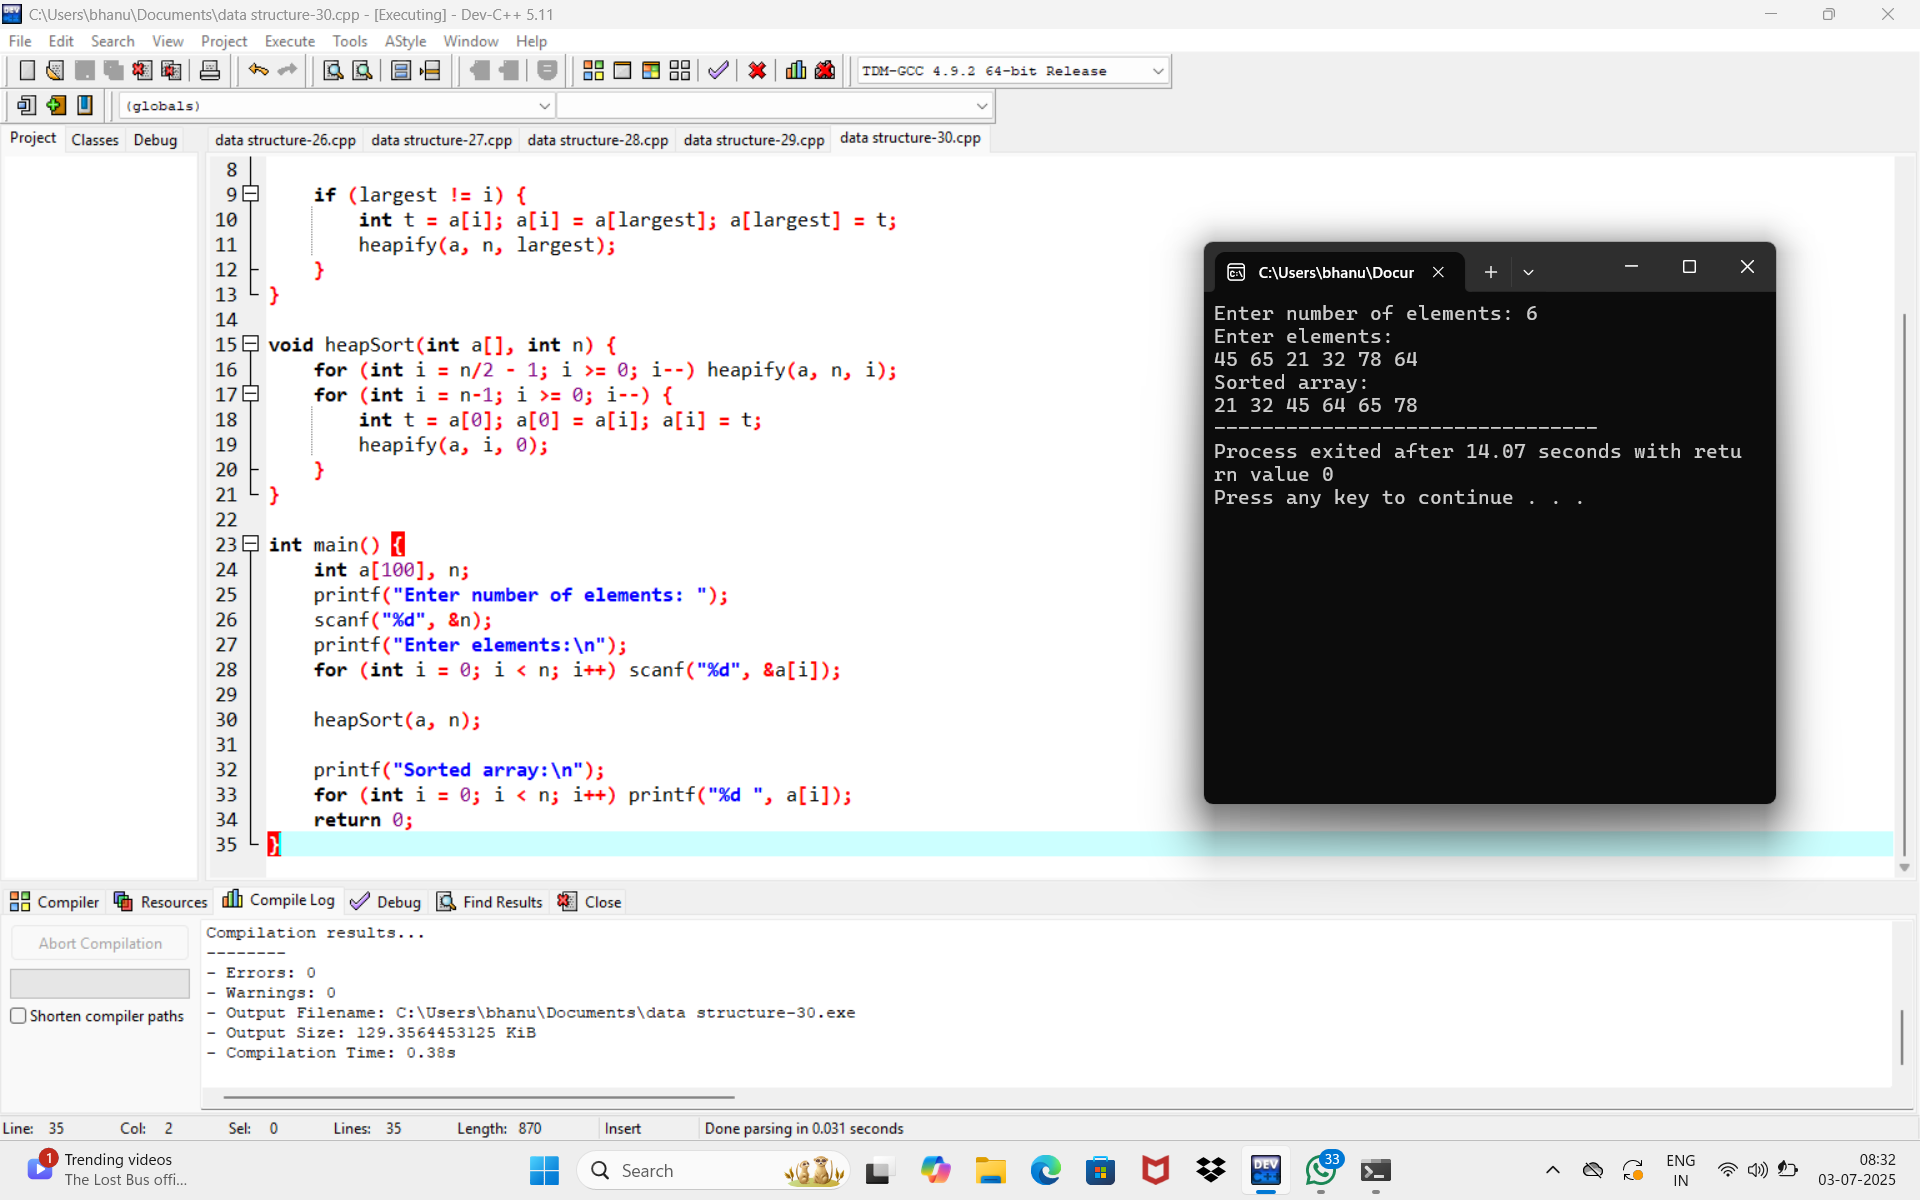 C:\Users\bhanu\Documents\data structure-30.cpp - [Executing] - Dev-C++ 5.11
File Edit Search View Project Execute Tools AStyle Window Help
TDM-GCC 4.9.2 64-bit Release
(globals)
Project Classes Debug
data structure-26.cpp data structure-27.cpp data structure-28.cpp data structure-29.cpp data structure-30.cpp
8
9 if (largest != i) {
10 int t = a[i]; a[i] = a[largest]; a[largest] = t;
11 heapify(a, n, largest);
12 }
13 }
14
15 void heapSort(int a[], int n) {
16 for (int i = n/2 - 1; i >= 0; i--) heapify(a, n, i);
17 for (int i = n-1; i >= 0; i--) {
18 int t = a[0]; a[0] = a[i]; a[i] = t;
19 heapify(a, i, 0);
20 }
21 }
22
23 int main() {
24 int a[100], n;
25 printf("Enter number of elements: ");
26 scanf("%d", &n);
27 printf("Enter elements:\n");
28 for (int i = 0; i < n; i++) scanf("%d", &a[i]);
29
30 heapSort(a, n);
31
32 printf("Sorted array:\n");
33 for (int i = 0; i < n; i++) printf("%d ", a[i]);
34 return 0;
35 }
C:\Users\bhanu\Docur
Enter number of elements: 6
Enter elements:
45 65 21 32 78 64
Sorted array:
21 32 45 64 65 78
--------------------------------
Process exited after 14.07 seconds with retu
rn value 0
Press any key to continue . . .
Compiler Resources Compile Log Debug Find Results Close
Abort Compilation
Shorten compiler paths
Compilation results...
--------
- Errors: 0
- Warnings: 0
- Output Filename: C:\Users\bhanu\Documents\data structure-30.exe
- Output Size: 129.3564453125 KiB
- Compilation Time: 0.38s
Line: 35 Col: 2 Sel: 0 Lines: 35 Length: 870 Insert Done parsing in 0.031 seconds
1
Trending videos
The Lost Bus offi...
Search
DEV
33
ENG
IN
08:32
03-07-2025